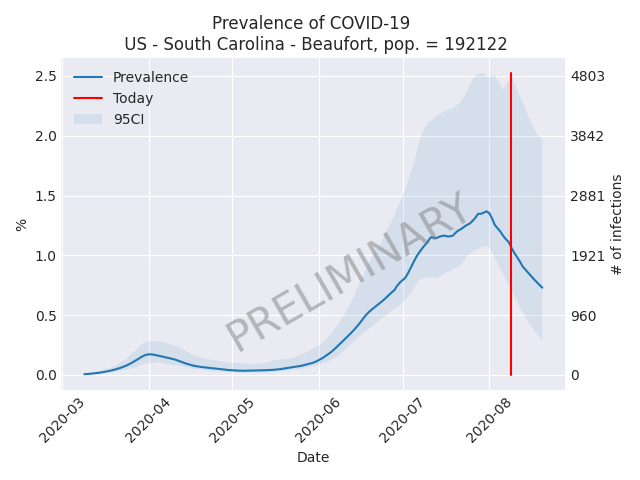 Prevalence of COVID-19
US - South Carolina - Beaufort, pop. = 192122
Prevalence
Today
95CI
2.5
2.0
1.5
1.0
0.5
0.0
%
4803
3842
2881
1921
960
0
# of infections
PRELIMINARY
2020-03
2020-04
2020-05
2020-06
2020-07
2020-08
Date